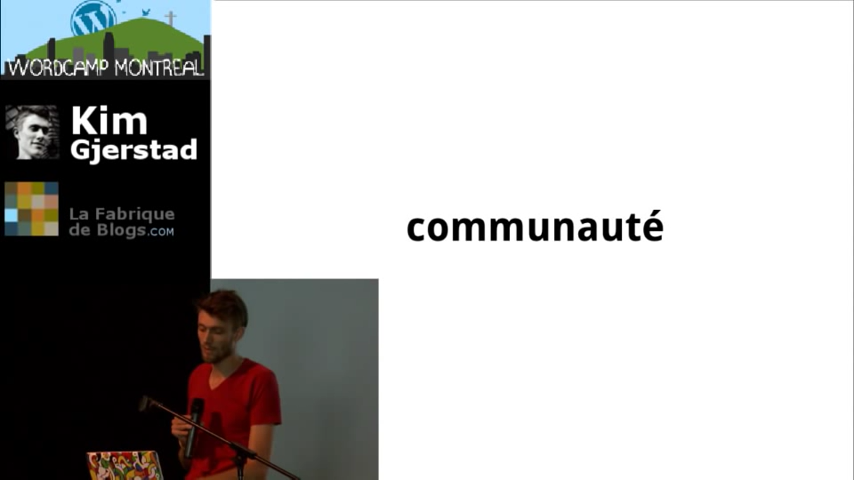 WORDCAMP MONTREAL
Kim
Gjerstad
La Fabrique
de Blogs.COM
communauté